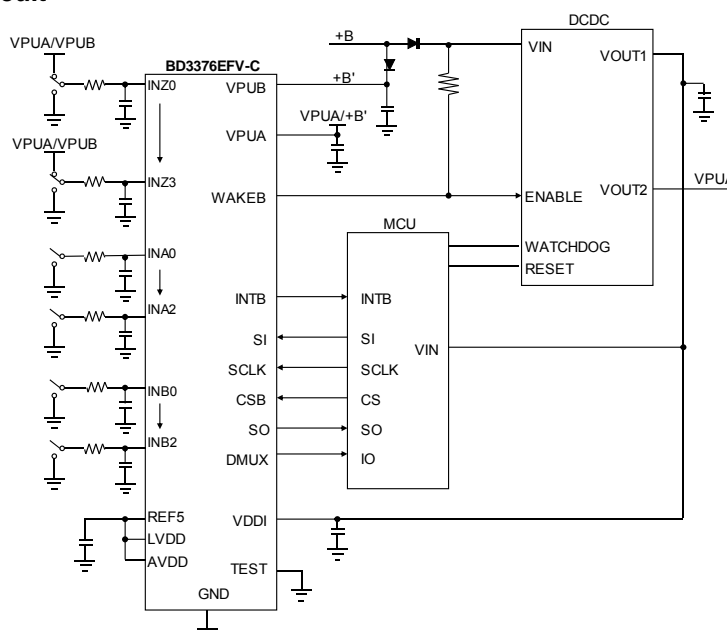 DCDC
+B
VIN
VOUT1
VPUA/VPUB
BD3376EFV-C
INZ0
VPUB
+B'
VPUA/+B'
VPUA
VPUA/VPUB
INZ3
WAKEB
ENABLE
VOUT2
VPUA
MCU
WATCHDOG
RESET
INA0
INA2
INTB
INTB
SI
SI
VIN
SCLK
SCLK
INB0
CSB
CS
INB2
SO
SO
DMUX
IO
REF5
VDDI
LVDD
AVDD
TEST
GND